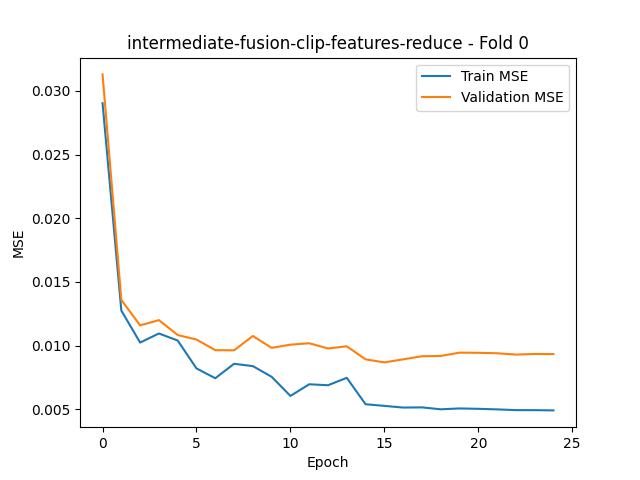 intermediate-fusion-clip-features-reduce - Fold 0
Train MSE
Validation MSE
MSE
0.030
0.025
0.020
0.015
0.010
0.005
0 5 10 15 20 25
Epoch